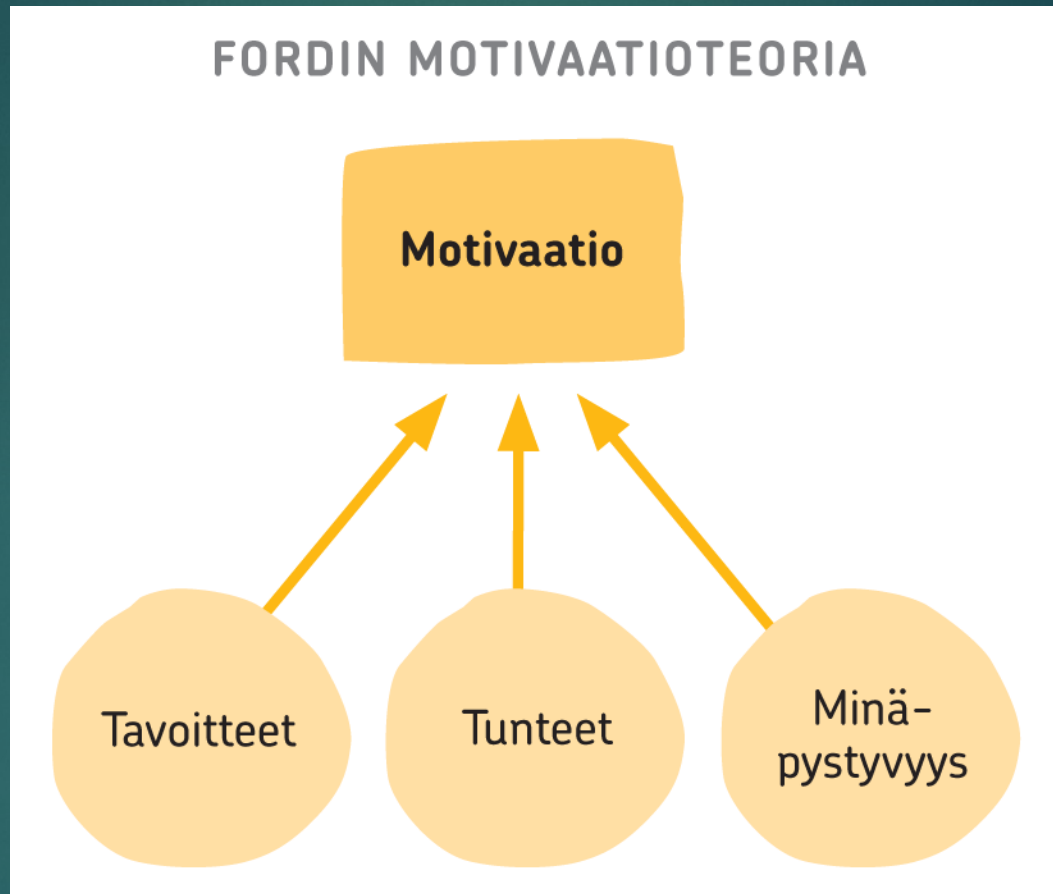 FORDIN MOTIVAATIOTEORIA
Motivaatio
Tavoitteet
Tunteet
Minä-
pystyvyys